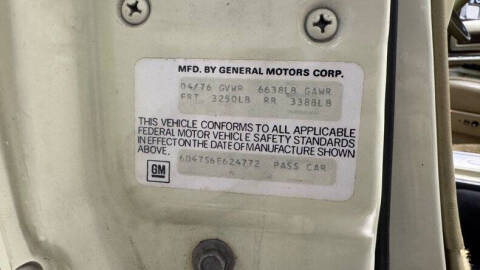 MFD. BY GENERAL MOTORS CORP.
04/76 GVWR 6638LB GAWR
FRT 3250LB RR 3388LB
THIS VEHICLE CONFORMS TO ALL APPLICABLE
FEDERAL MOTOR VEHICLE SAFETY STANDARDS
IN EFFECT ON THE DATE OF MANUFACTURE SHOWN
ABOVE.
6D47S6E624772 PASS CAR
GM